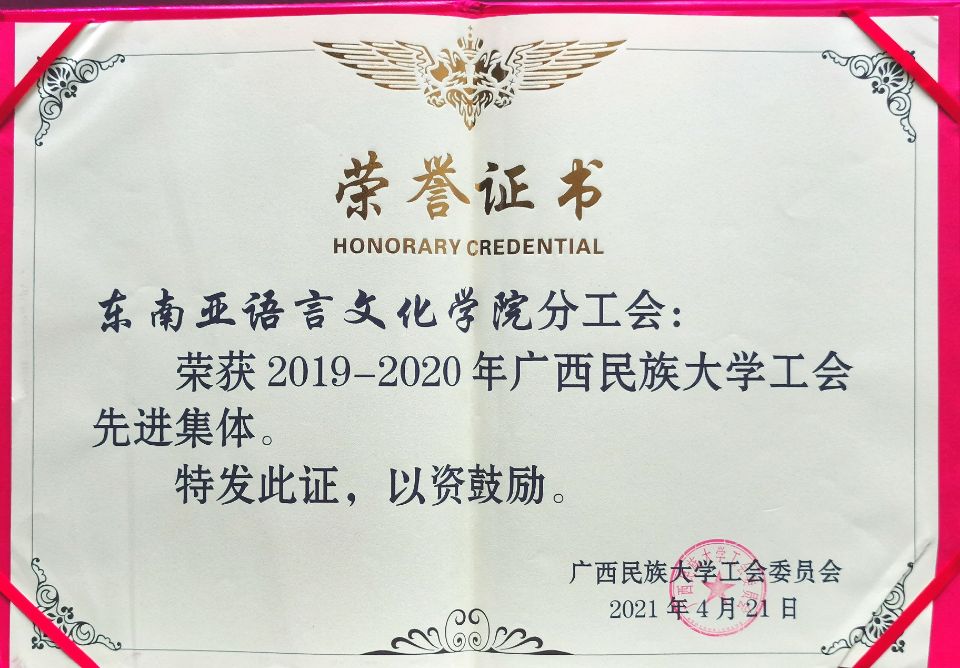 荣誉证书
HONORARY CREDENTIAL
东南亚语言文化学院分工会：
荣获2019-2020年广西民族大学工会
先进集体。
特发此证，以资鼓励。
广西民族大学工会委员会
2021年4月21日